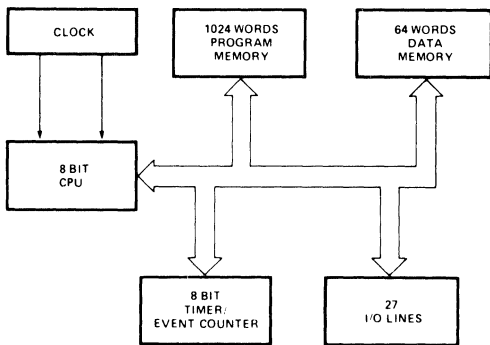 CLOCK
1024 WORDS
PROGRAM
MEMORY
64 WORDS
DATA
MEMORY
8 BIT
CPU
8 BIT
TIMER/
EVENT COUNTER
27
I/O LINES